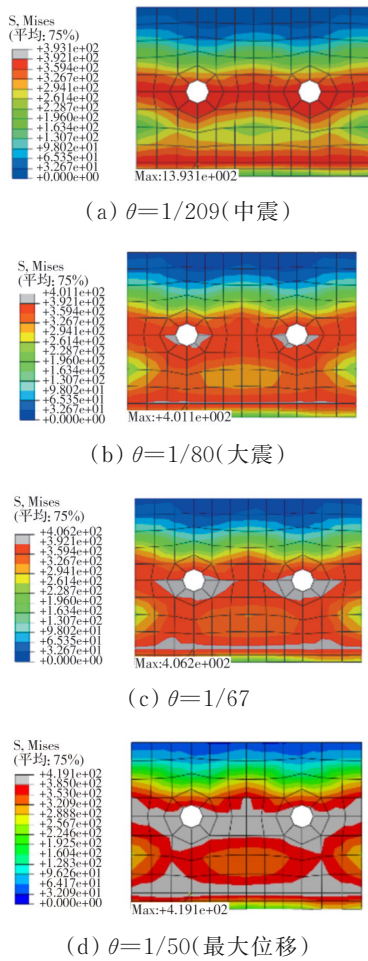 S, Mises
(平均: 75%)
+3.931e+02
+3.921e+02
+3.594e+02
+3.267e+02
+2.941e+02
+2.614e+02
+2.287e+02
+1.960e+02
+1.634e+02
+1.307e+02
+9.802e+01
+6.535e+01
+3.267e+01
+0.000e+00
Max:13.931e+002
(a) θ=1/209(中震)
S, Mises
(平均: 75%)
+4.011e+02
+3.921e+02
+3.594e+02
+3.267e+02
+2.941e+02
+2.614e+02
+2.287e+02
+1.960e+02
+1.634e+02
+1.307e+02
+9.802e+01
+6.535e+01
+3.267e+01
+0.000e+00
Max:+4.011e+002
(b) θ=1/80(大震)
S, Mises
(平均: 75%)
+4.062e+02
+3.921e+02
+3.594e+02
+3.267e+02
+2.941e+02
+2.614e+02
+2.287e+02
+1.960e+02
+1.634e+02
+1.307e+02
+9.802e+01
+6.535e+01
+3.267e+01
+0.000e+00
Max:4.062e+002
(c) θ=1/67
S, Mises
(平均: 75%)
+4.191e+02
+3.850e+02
+3.530e+02
+3.209e+02
+2.888e+02
+2.567e+02
+2.246e+02
+1.925e+02
+1.604e+02
+1.283e+02
+9.626e+01
+6.417e+01
+3.209e+01
+0.000e+00
Max:+4.191e+02
(d) θ=1/50(最大位移)